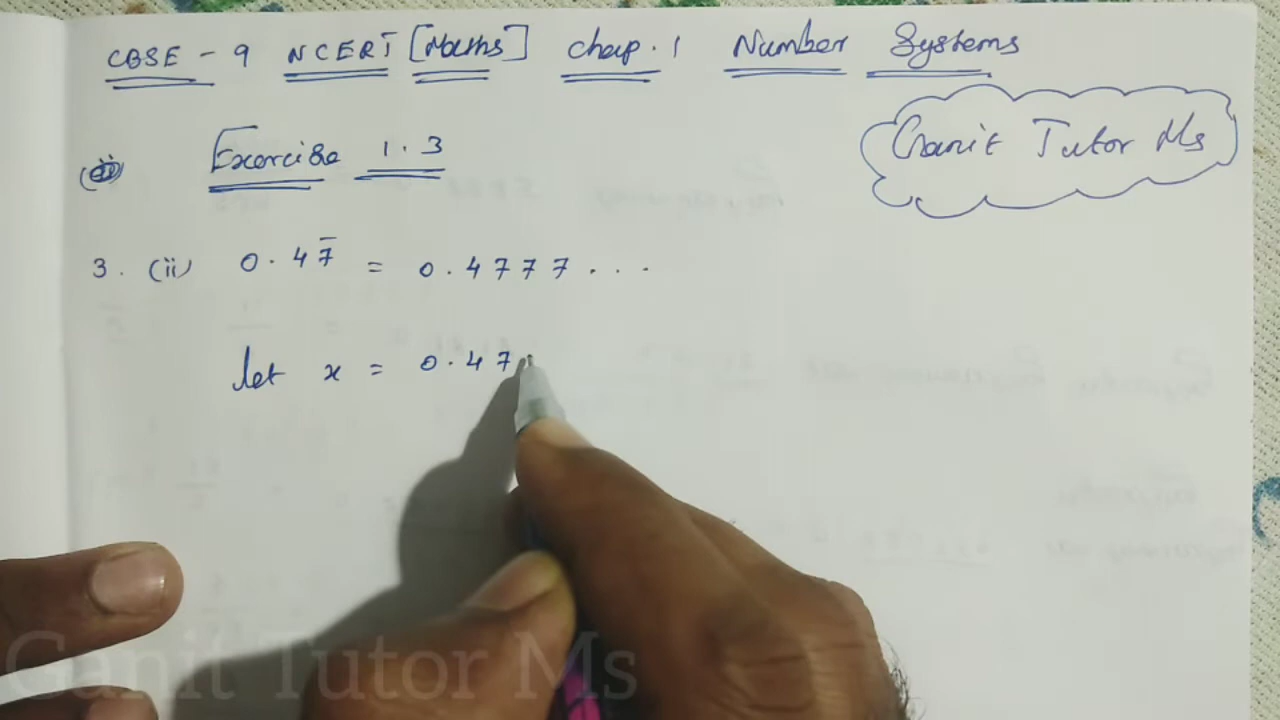 CBSE - 9 NCERT [Maths] Chap. 1 Number Systems
Ganit Tutor Ms
(ii) Exercise 1.3
3. (ii) 0.47̅ = 0.4777...
let x = 0.47
Ganit Tutor Ms